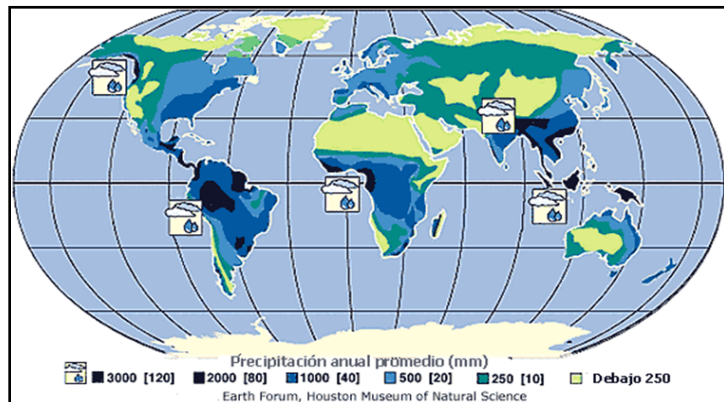 Precipitación anual promedio (mm)
3000 [120] 2000 [80] 1000 [40] 500 [20] 250 [10] Debajo 250
Earth Forum, Houston Museum of Natural Science